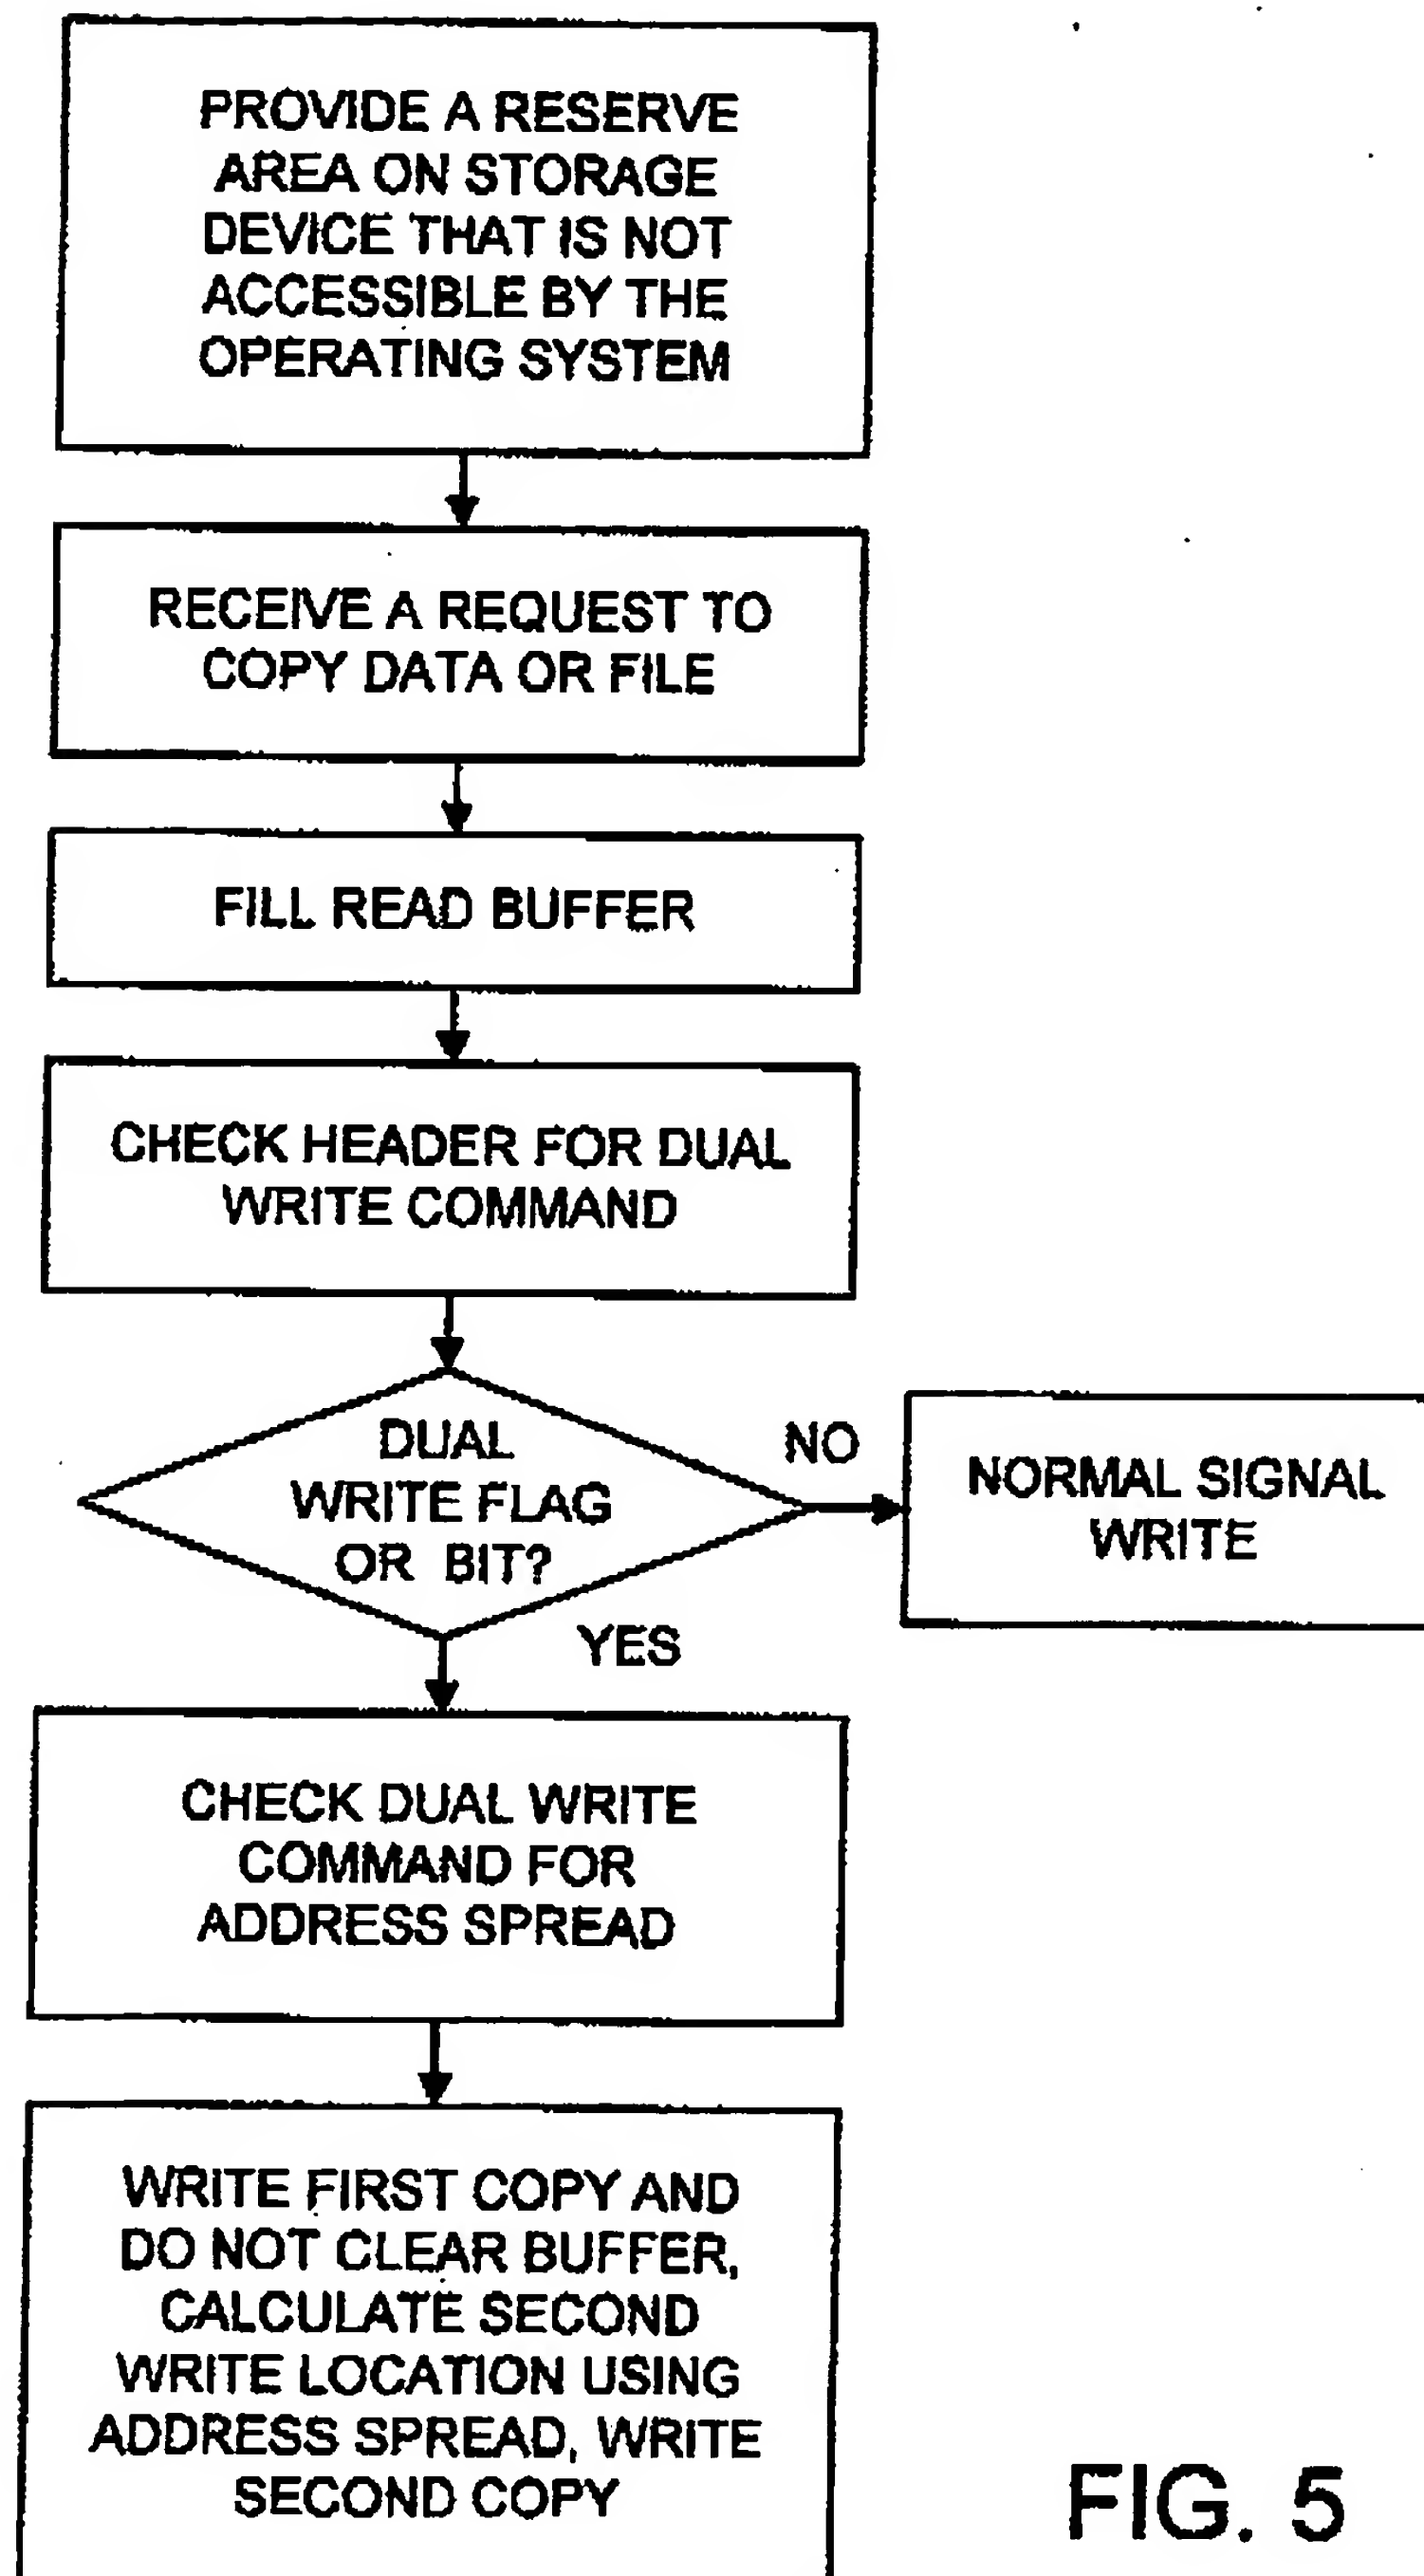 PROVIDE A RESERVE
AREA ON STORAGE
DEVICE THAT IS NOT
ACCESSIBLE BY THE
OPERATING SYSTEM
RECEIVE A REQUEST TO
COPY DATA OR FILE
FILL READ BUFFER
CHECK HEADER FOR DUAL
WRITE COMMAND
DUAL
WRITE FLAG
OR BIT?
NO
NORMAL SIGNAL
WRITE
YES
CHECK DUAL WRITE
COMMAND FOR
ADDRESS SPREAD
WRITE FIRST COPY AND
DO NOT CLEAR BUFFER,
CALCULATE SECOND
WRITE LOCATION USING
ADDRESS SPREAD, WRITE
SECOND COPY
FIG. 5